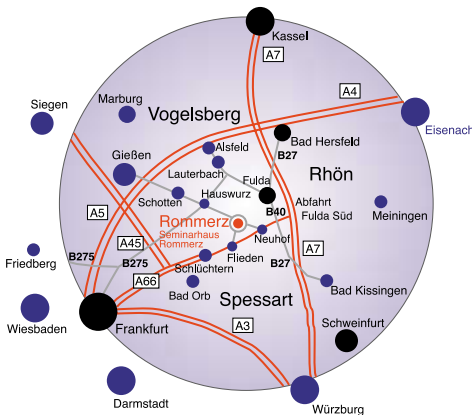 Kassel
A7
A4
Marburg
Siegen
Vogelsberg
Eisenach
Alsfeld
Bad Hersfeld
Gießen
B27
Lauterbach
Rhön
Fulda
Schotten
Hauswurz
Abfahrt
Fulda Süd
Meiningen
A5
B40
Rommerz
Seminarhaus
Rommerz
Neuhof
A45
Flieden
A7
Friedberg
B275
B275
B27
Schlüchtern
A66
Bad Orb
Bad Kissingen
Spessart
Wiesbaden
Frankfurt
A3
Schweinfurt
Darmstadt
Würzburg